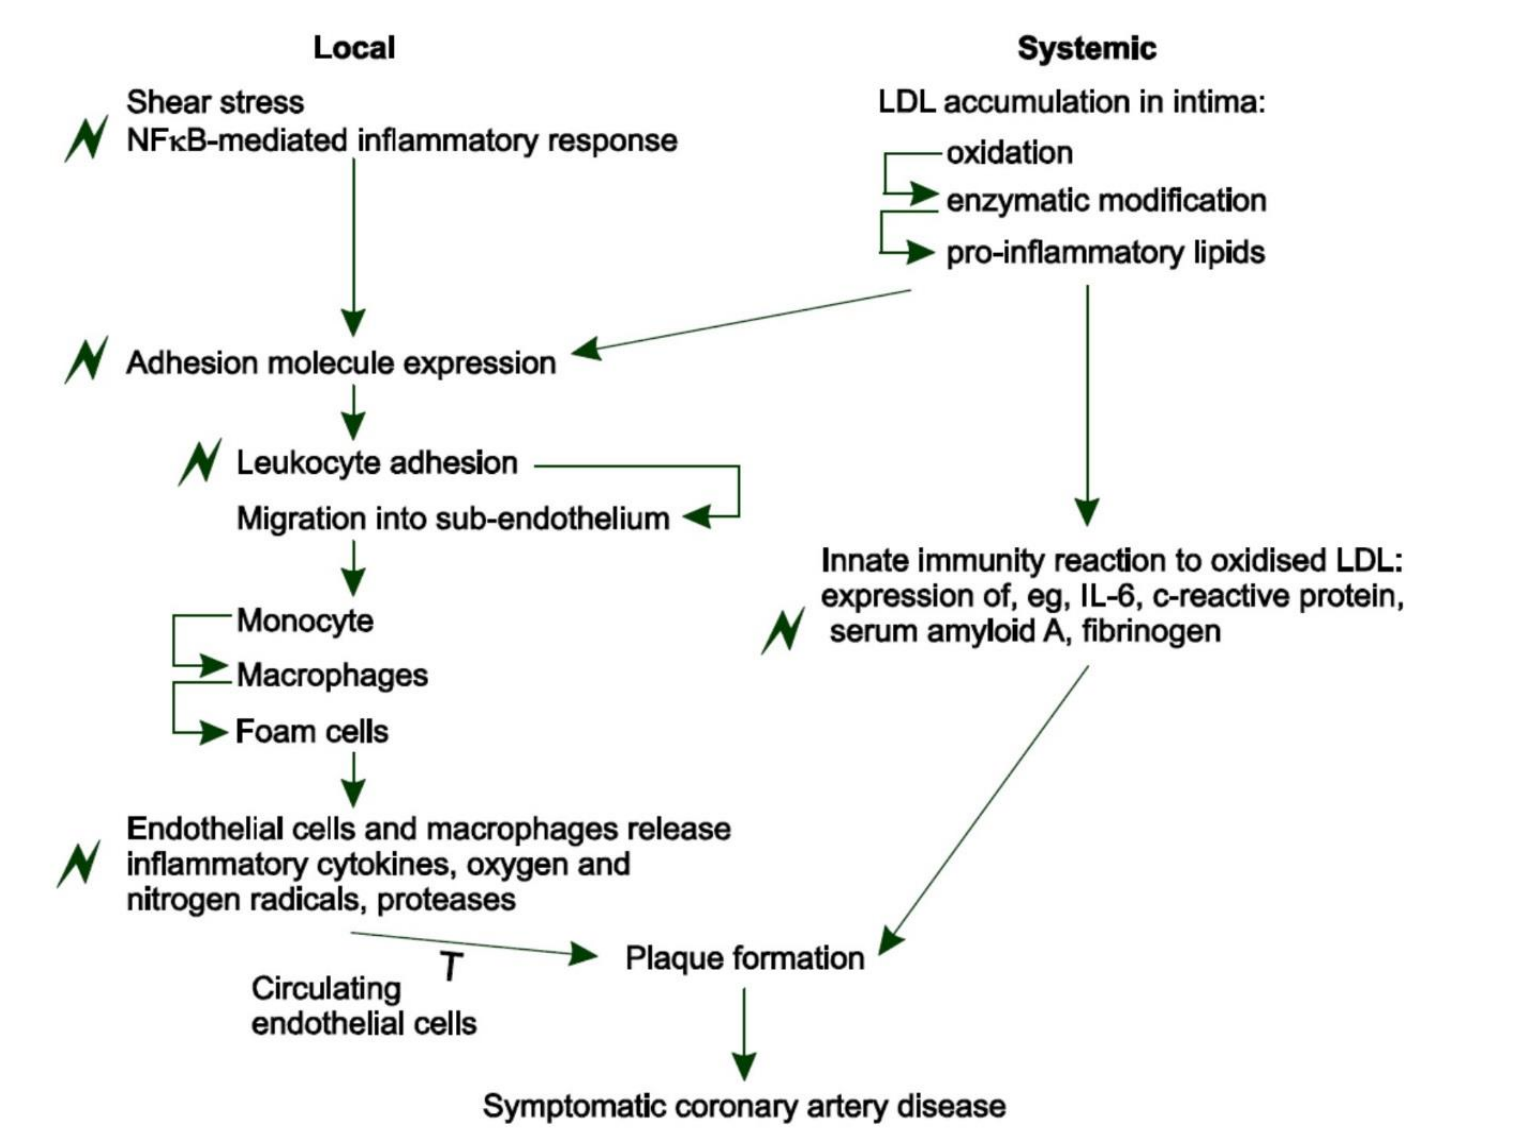 Local
Shear stress
NFκB-mediated inflammatory response
Adhesion molecule expression
Leukocyte adhesion
Migration into sub-endothelium
Monocyte
Macrophages
Foam cells
Endothelial cells and macrophages release
inflammatory cytokines, oxygen and
nitrogen radicals, proteases
Circulating
endothelial cells
Systemic
LDL accumulation in intima:
oxidation
enzymatic modification
pro-inflammatory lipids
Innate immunity reaction to oxidised LDL:
expression of, eg, IL-6, c-reactive protein,
serum amyloid A, fibrinogen
Plaque formation
Symptomatic coronary artery disease